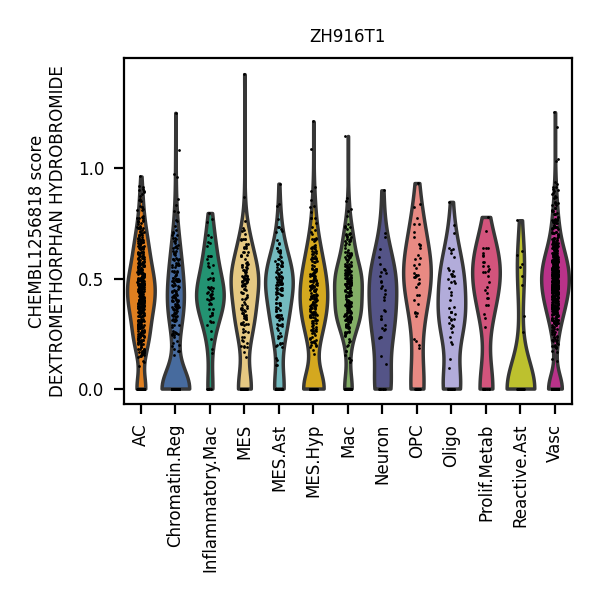 ZH916T1
CHEMBL1256818 score
DEXTROMETHORPHAN HYDROBROMIDE
1.0
0.5
0.0
AC
Chromatin.Reg
Inflammatory.Mac
MES
MES.Ast
MES.Hyp
Mac
Neuron
OPC
Oligo
Prolif.Metab
Reactive.Ast
Vasc